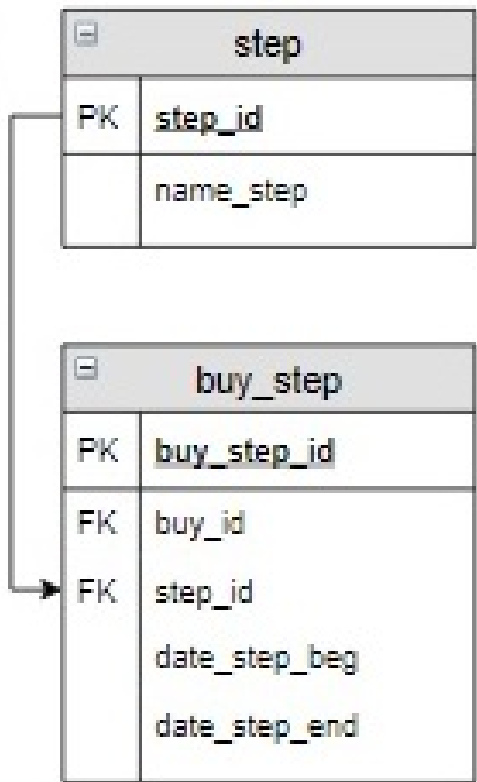 step
PK step_id
name_step
buy_step
PK buy_step_id
FK buy_id
FK step_id
date_step_beg
date_step_end